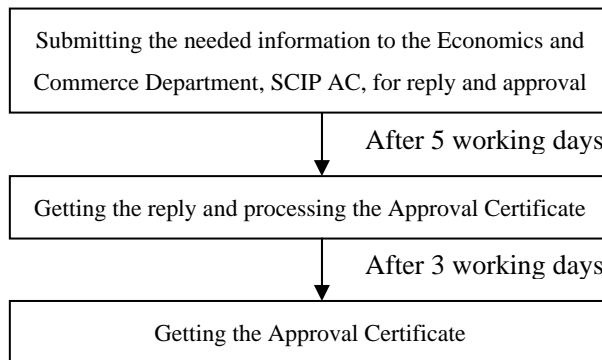 Submitting the needed information to the Economics and
Commerce Department, SCIP AC, for reply and approval
After 5 working days
Getting the reply and processing the Approval Certificate
After 3 working days
Getting the Approval Certificate